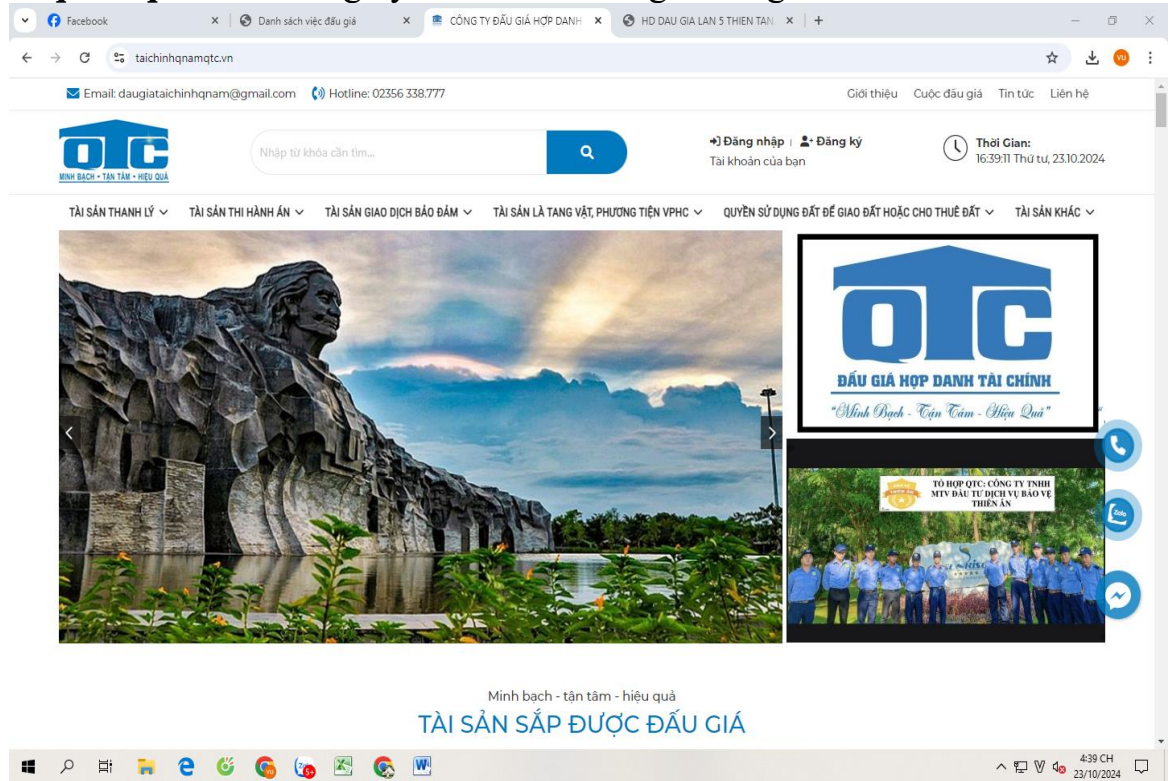 Facebook
Danh sách việc đấu giá
CÔNG TY ĐẤU GIÁ HỢP DANH
HD DAU GIA LAN 5 THIEN TAN
taichinhqnamqtc.vn
Email: daugiataichinhqnam@gmail.com Hotline: 02356 338.777 Giới thiệu Cuộc đấu giá Tin tức Liên hệ
QTC
MINH BẠCH • TẬN TÂM • HIỆU QUẢ
Nhập từ khóa cần tìm...
Đăng nhập | Đăng ký
Tài khoản của bạn
Thời Gian:
16:39:11 Thứ tư, 23.10.2024
TÀI SẢN THANH LÝ TÀI SẢN THI HÀNH ÁN TÀI SẢN GIAO DỊCH BẢO ĐẢM TÀI SẢN LÀ TANG VẬT, PHƯƠNG TIỆN VPHC QUYỀN SỬ DỤNG ĐẤT ĐỂ GIAO ĐẤT HOẶC CHO THUÊ ĐẤT TÀI SẢN KHÁC
QTC
ĐẤU GIÁ HỢP DANH TÀI CHÍNH
"Minh Bạch - Tận Tâm - Hiệu Quả"
TỔ HỢP QTC: CÔNG TY TNHH
MTV ĐẦU TƯ DỊCH VỤ BẢO VỆ
THIÊN ÂN
Zalo
Minh bạch - tận tâm - hiệu quả
TÀI SẢN SẮP ĐƯỢC ĐẤU GIÁ
4:39 CH
23/10/2024